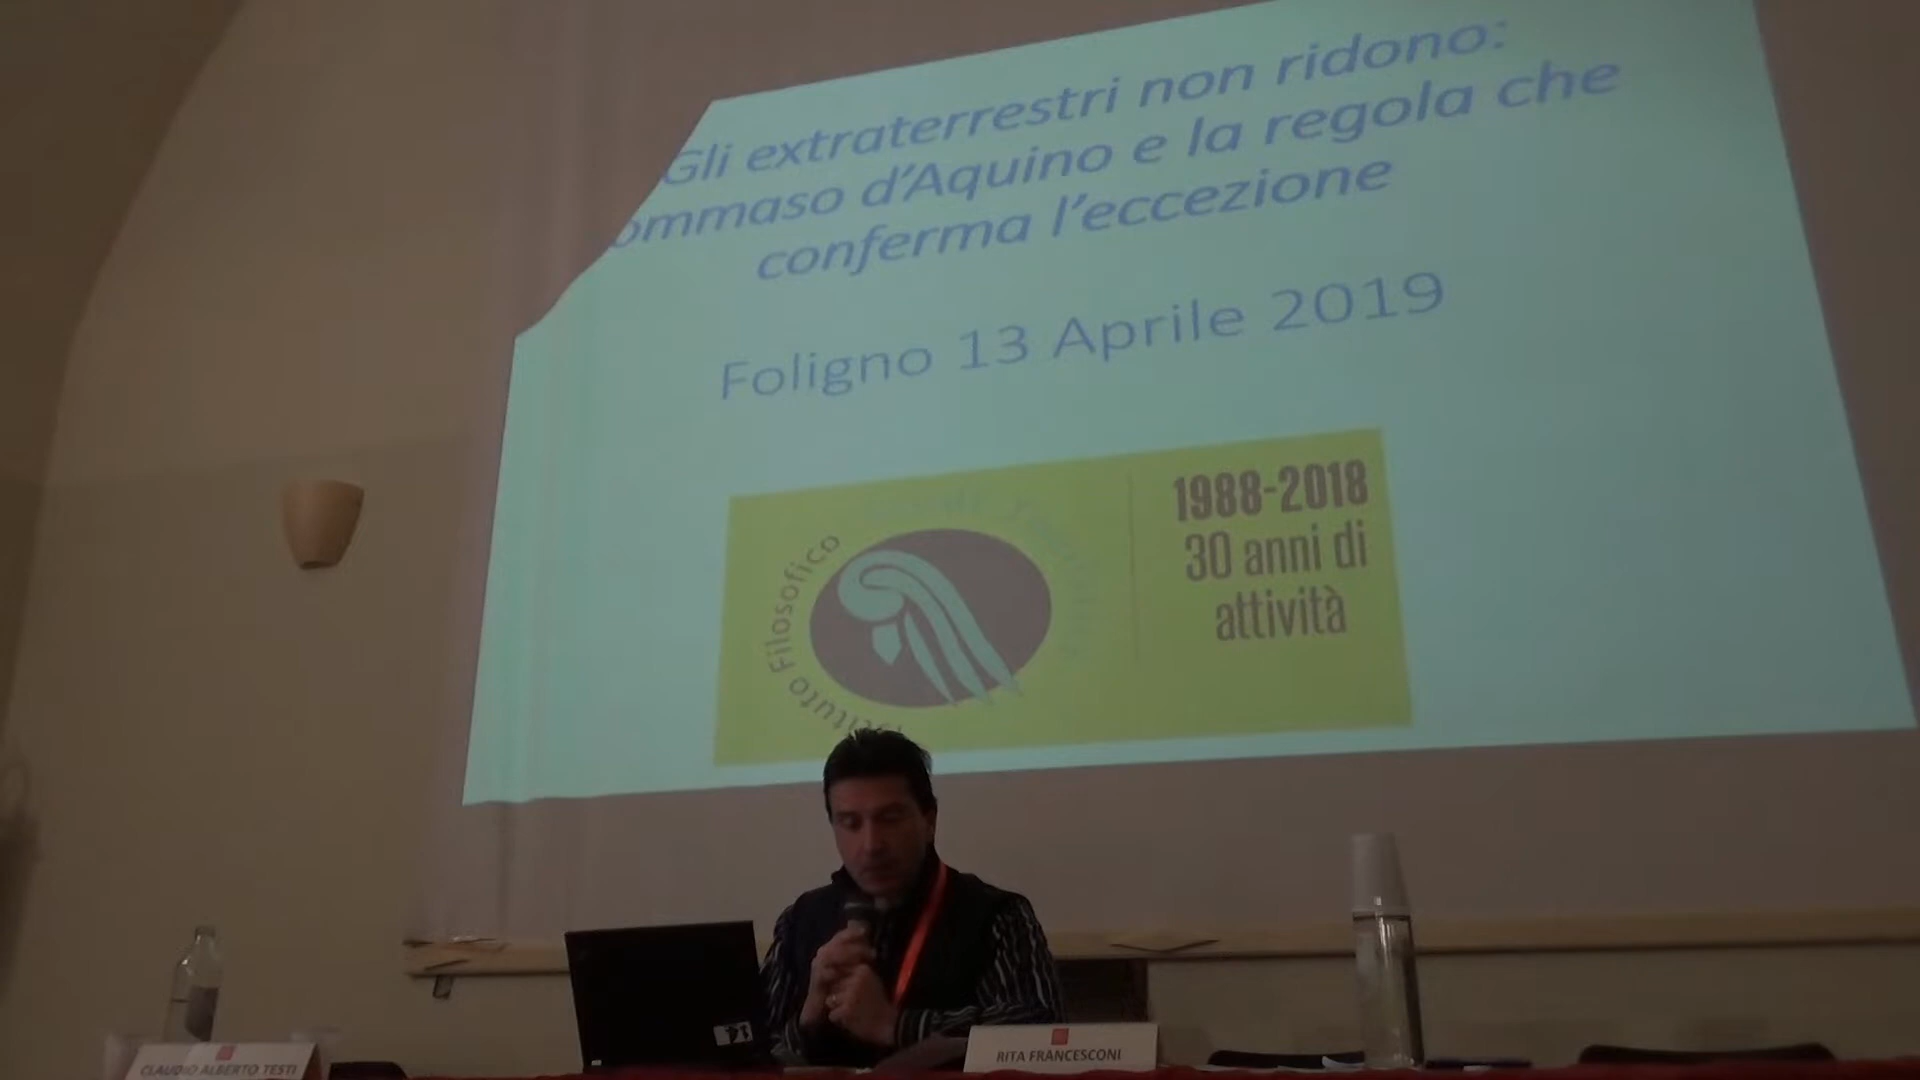 Gli extraterrestri non ridono:
ommaso d'Aquino e la regola che
conferma l'eccezione
Foligno 13 Aprile 2019
Istituto Filosofico
1988-2018
30 anni di
attività
CLAUDIO ALBERTO TESTI
RITA FRANCESCONI